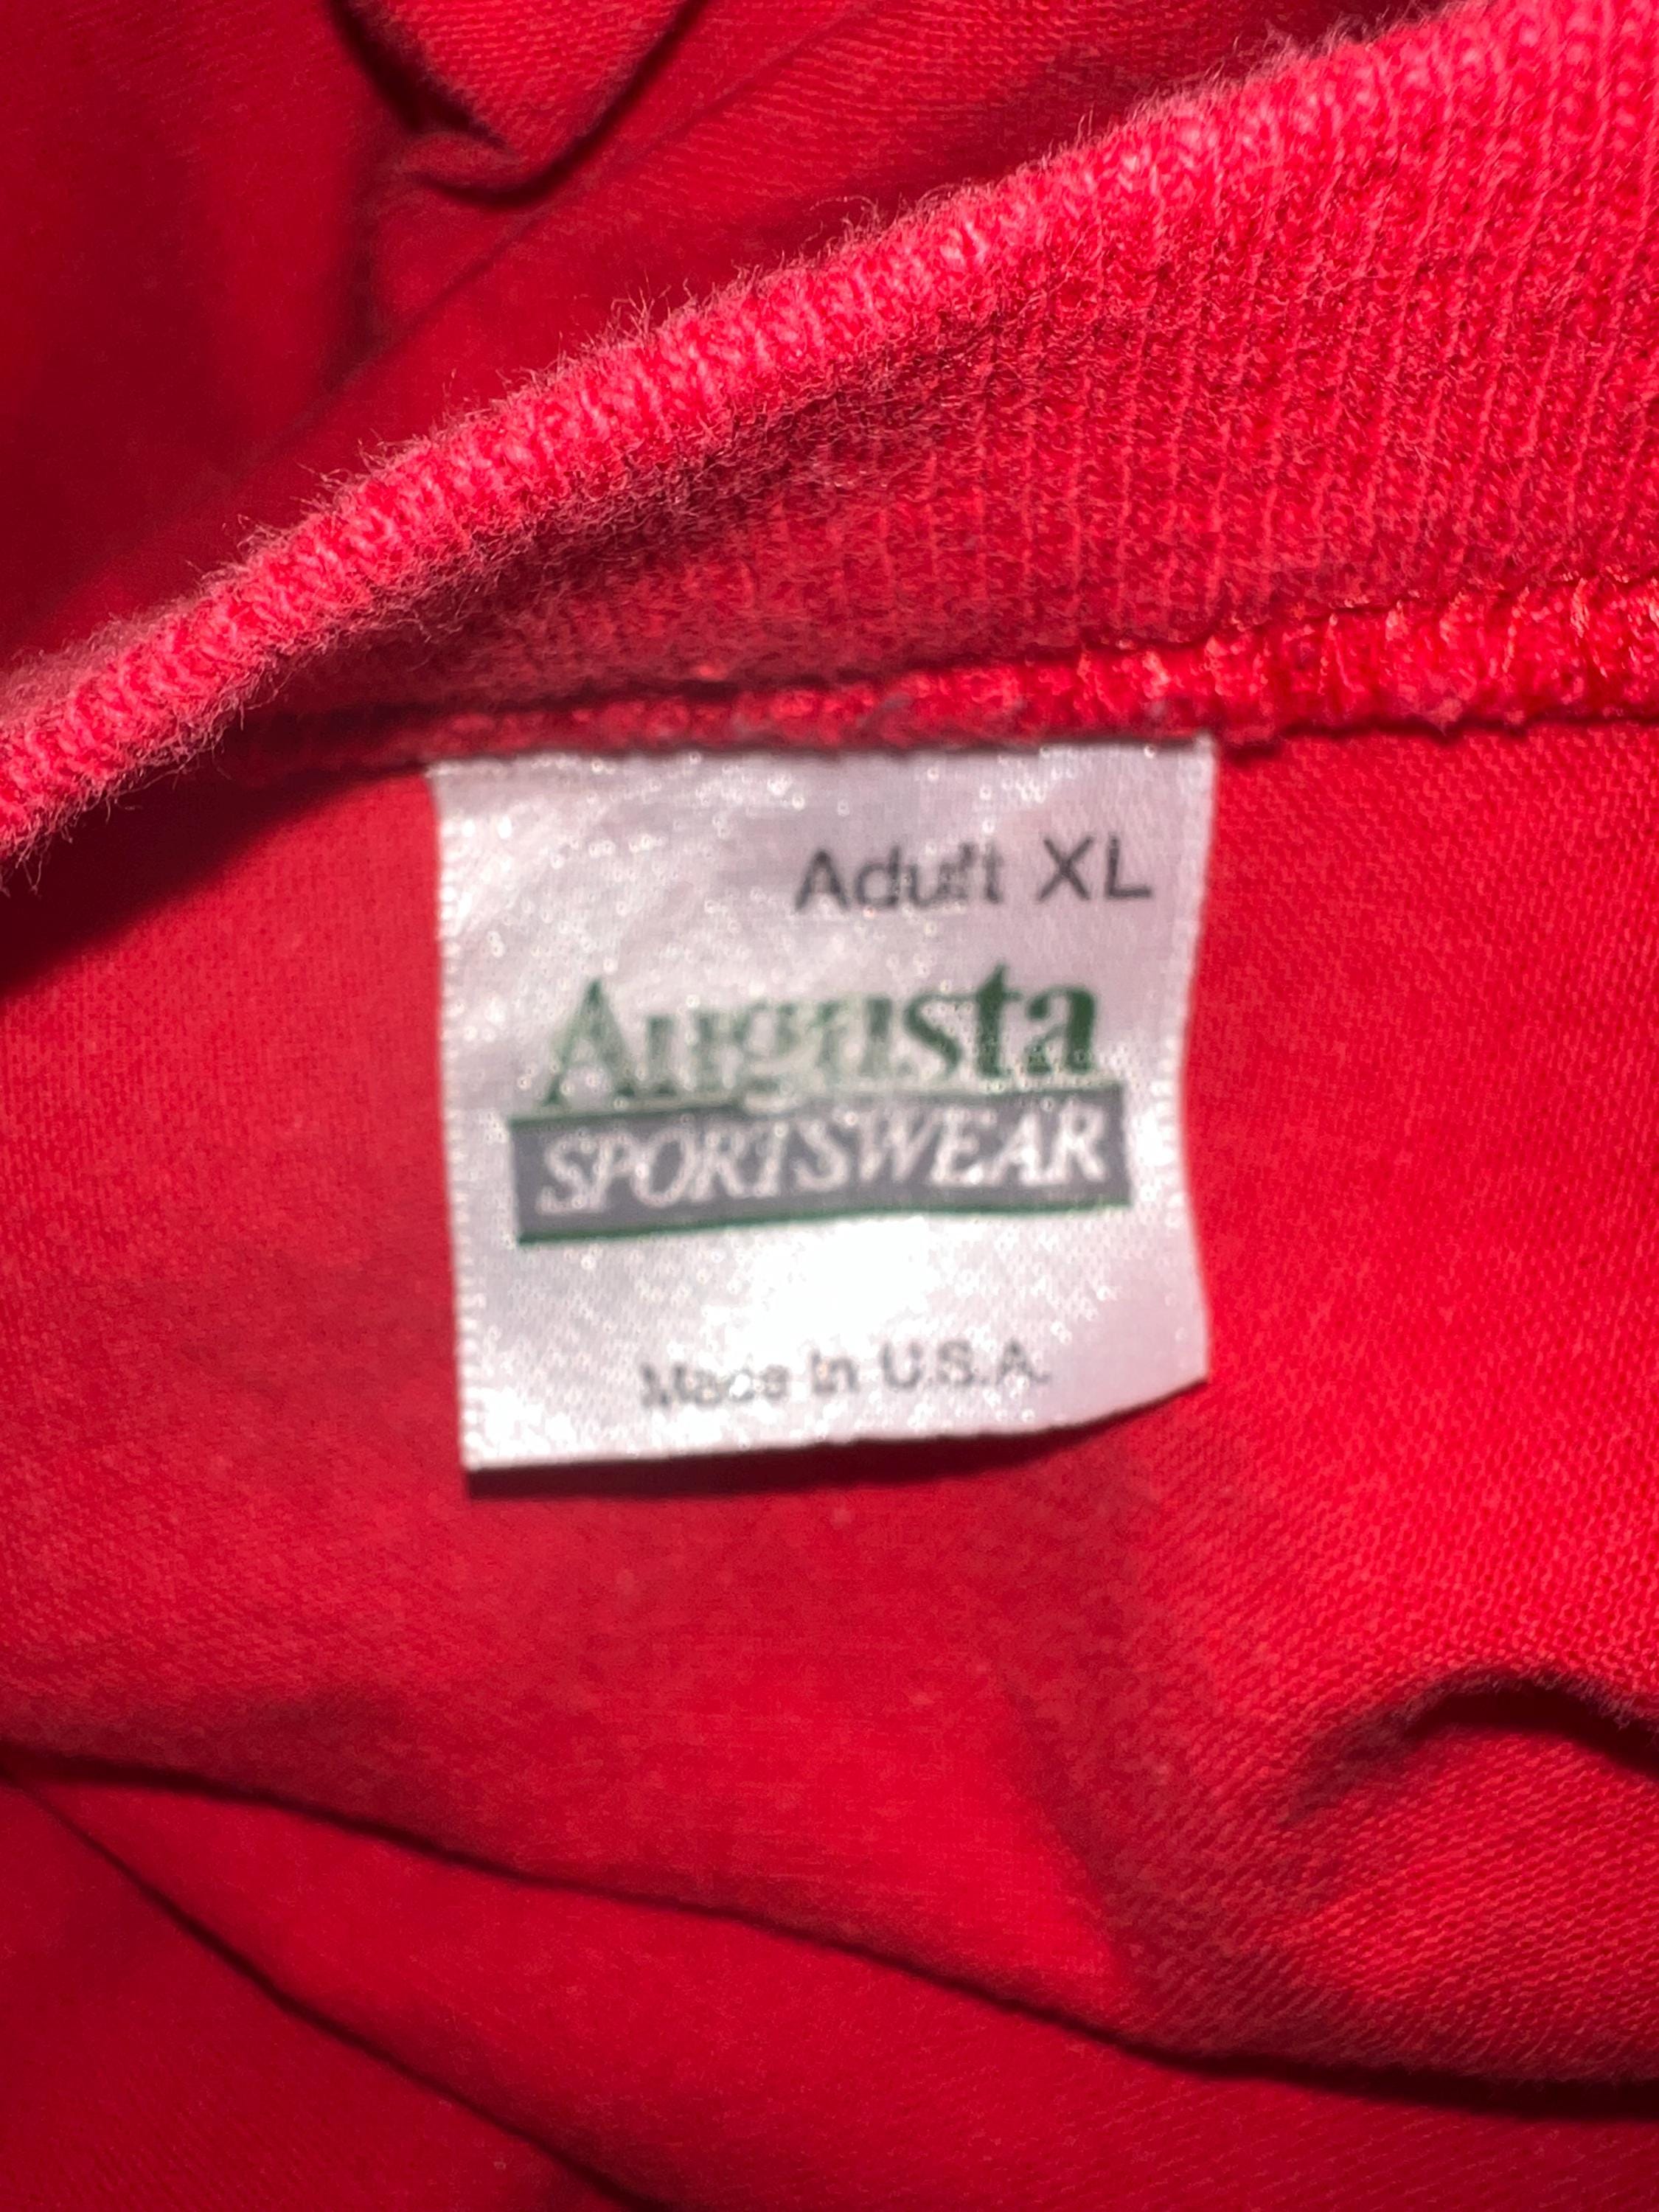 Adult XL
Augusta
SPORTSWEAR
Made In U.S.A.